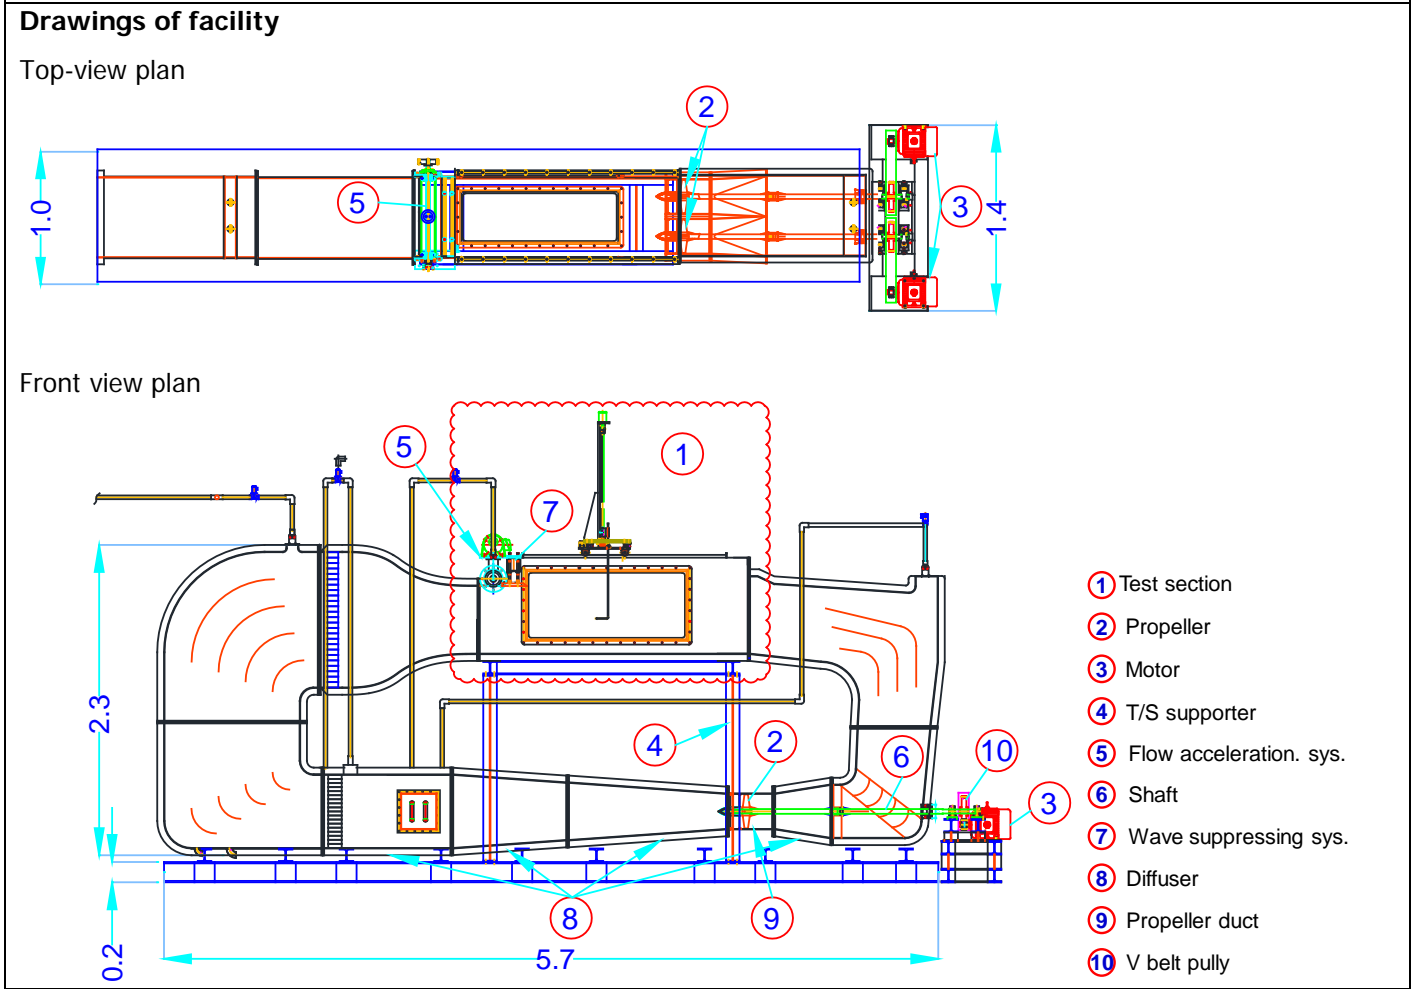 Drawings of facility
Top-view plan
2
5
3
1.0
1.4
Front view plan
5
1
7
2.3
4
2
6
10
3
8
9
0.2
5.7
1 Test section
2 Propeller
3 Motor
4 T/S supporter
5 Flow acceleration. sys.
6 Shaft
7 Wave suppressing sys.
8 Diffuser
9 Propeller duct
10 V belt pully